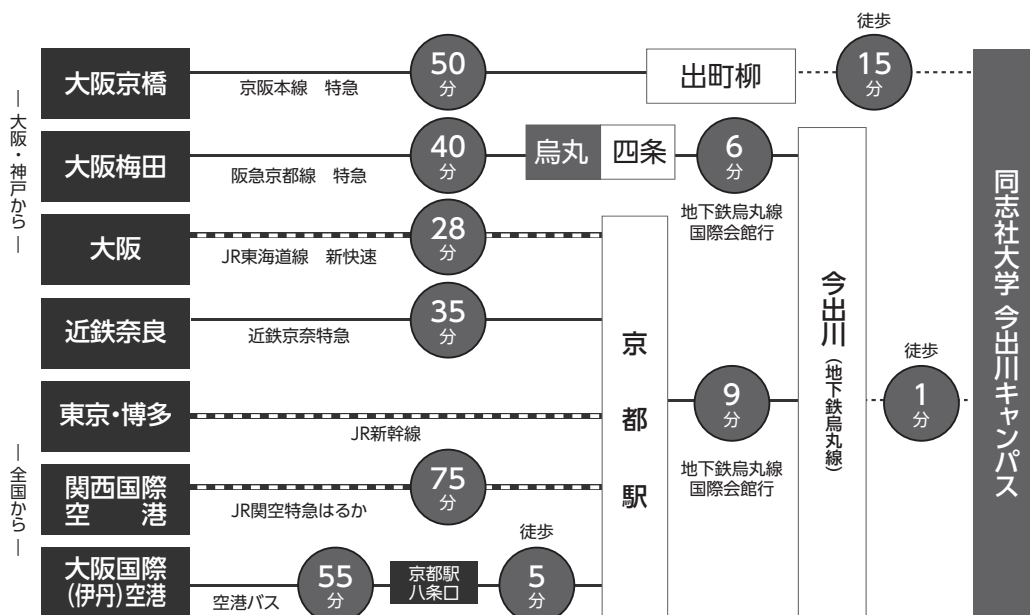 ― 大阪・神戸から ―
大阪京橋
京阪本線　特急
50
分
出町柳
徒歩
15
分
大阪梅田
阪急京都線　特急
40
分
烏丸
四条
6
分
地下鉄烏丸線
国際会館行
大阪
JR東海道線　新快速
28
分
近鉄奈良
近鉄京奈特急
35
分
― 全国から ―
東京・博多
JR新幹線
関西国際
空　　港
JR関空特急はるか
75
分
大阪国際
(伊丹)空港
空港バス
55
分
京都駅
八条口
徒歩
5
分
京都駅
9
分
地下鉄烏丸線
国際会館行
今出川(地下鉄烏丸線)
徒歩
1
分
同志社大学 今出川キャンパス